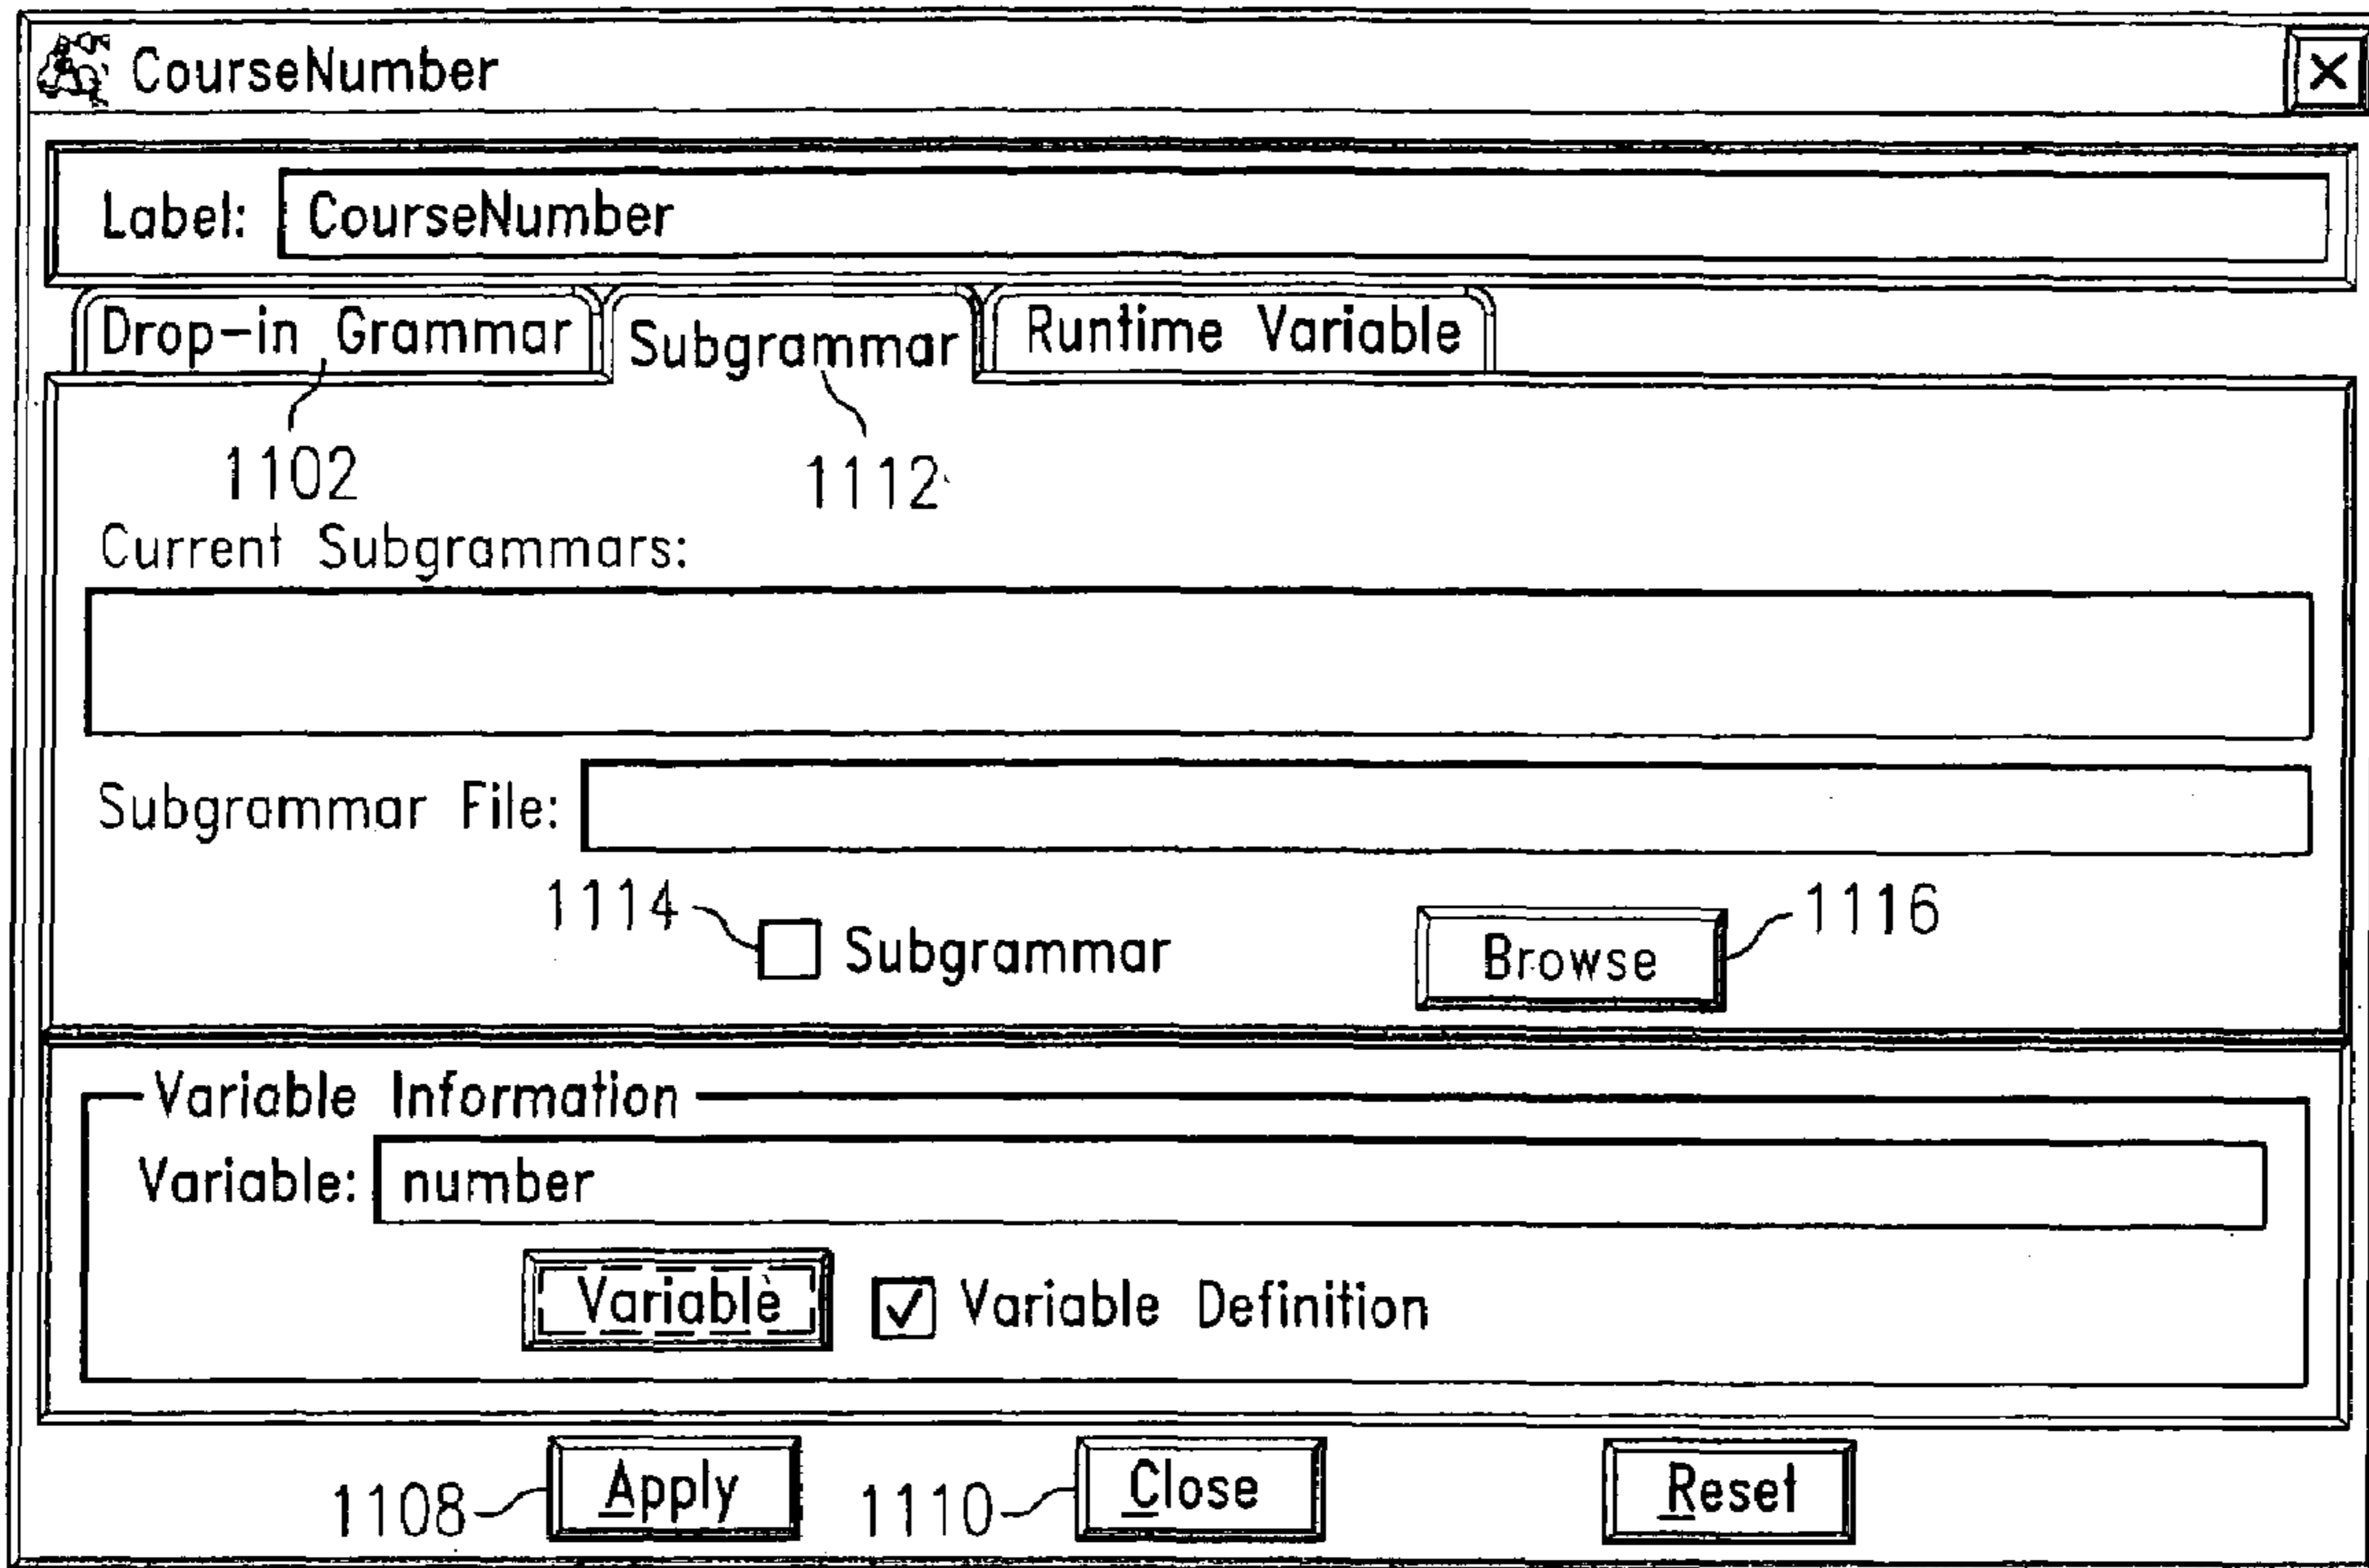 CourseNumber
Label: CourseNumber
Drop-in Grammar Subgrammar Runtime Variable
1102 1112
Current Subgrammars:
Subgrammar File:
1114 Subgrammar Browse 1116
Variable Information
Variable: number
Variable Variable Definition
1108 Apply 1110 Close Reset